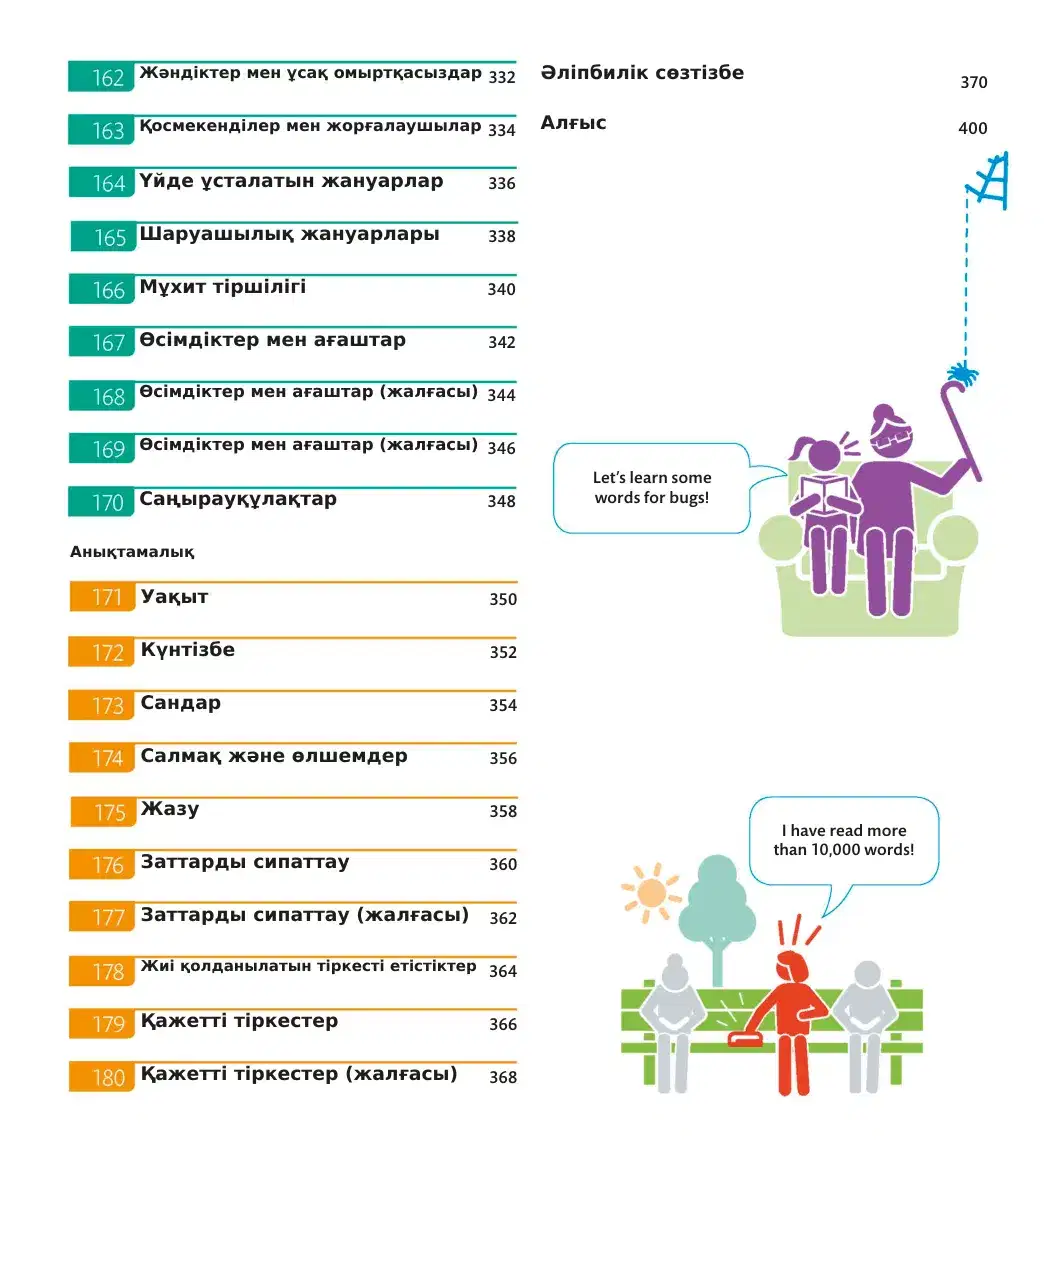 162 Жәндіктер мен ұсақ омыртқасыздар 332
163 Қосмекенділер мен жорғалаушылар 334
164 Үйде ұсталатын жануарлар 336
165 Шаруашылық жануарлары 338
166 Мұхит тіршілігі 340
167 Өсімдіктер мен ағаштар 342
168 Өсімдіктер мен ағаштар (жалғасы) 344
169 Өсімдіктер мен ағаштар (жалғасы) 346
170 Саңырауқұлақтар 348
Анықтамалық
171 Уақыт 350
172 Күнтізбе 352
173 Сандар 354
174 Салмақ және өлшемдер 356
175 Жазу 358
176 Заттарды сипаттау 360
177 Заттарды сипаттау (жалғасы) 362
178 Жиі қолданылатын тіркесті етістіктер 364
179 Қажетті тіркестер 366
180 Қажетті тіркестер (жалғасы) 368
Әліпбилік сөзтізбе 370
Алғыс 400
Let's learn some
words for bugs!
I have read more
than 10,000 words!